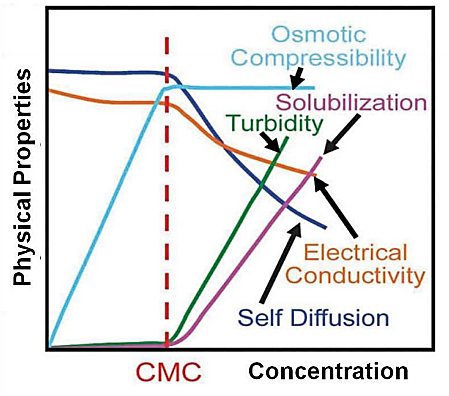 Osmotic
Compressibility
Solubilization
Turbidity
Physical Properties
Electrical
Conductivity
Self Diffusion
CMC
Concentration